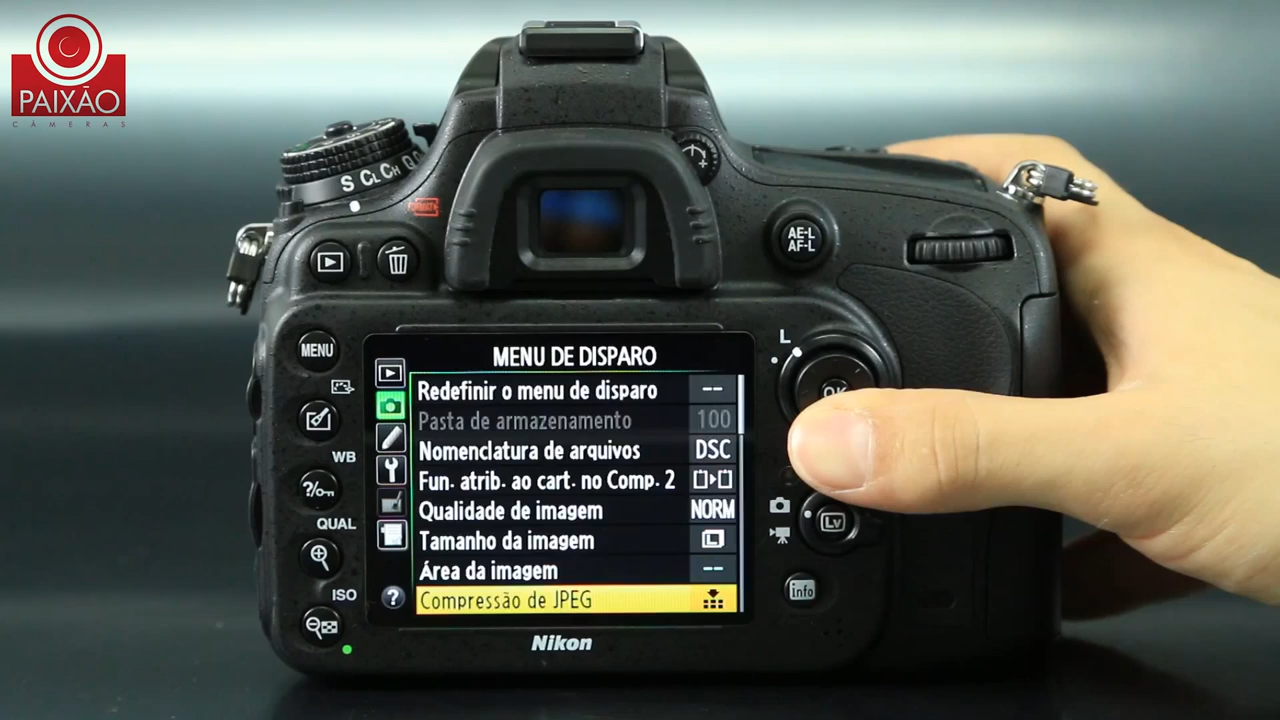 PAIXÃO
CÂMERAS
S CL CH Q
FORMAT
AE-L
AF-L
MENU
WB
?/
QUAL
ISO
MENU DE DISPARO
Redefinir o menu de disparo --
Pasta de armazenamento 100
Nomenclatura de arquivos DSC
Fun. atrib. ao cart. no Comp. 2
Qualidade de imagem NORM
Tamanho da imagem L
Área da imagem --
Compressão de JPEG
?
L
OK
Lv
info
Nikon